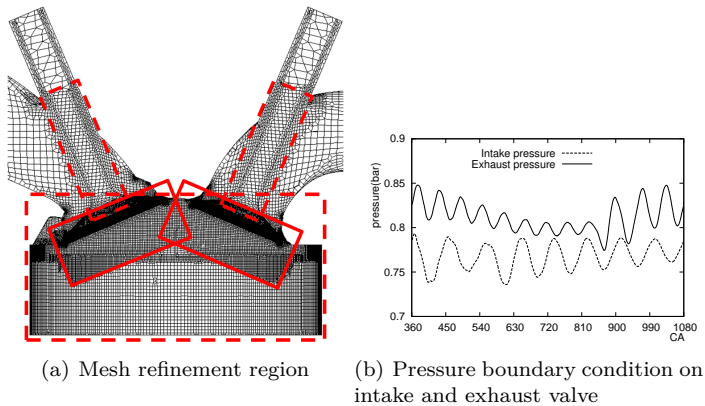 0.9
0.85
0.8
0.75
0.7
pressure(bar)
Intake pressure
Exhaust pressure
360 450 540 630 720 810 900 990 1080
CA
(a) Mesh refinement region
(b) Pressure boundary condition on
intake and exhaust valve